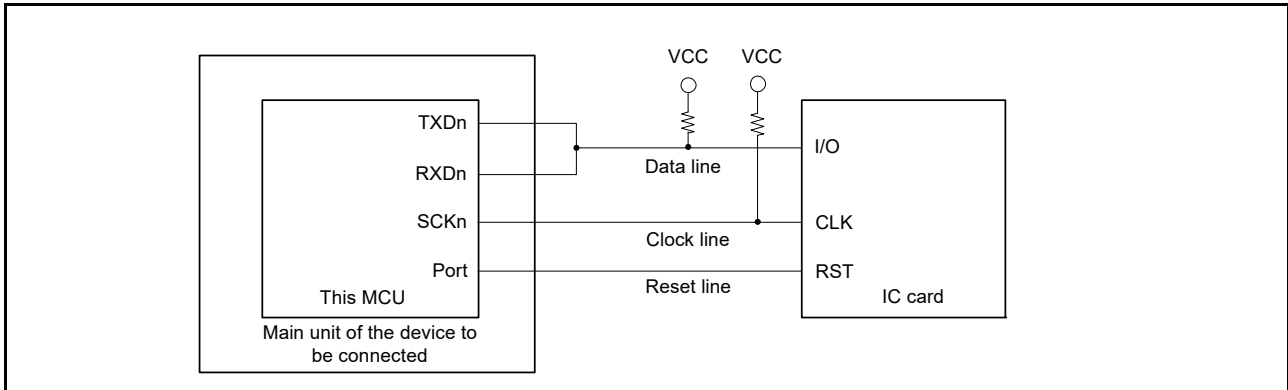 VCC
VCC
TXDn
RXDn
SCKn
Port
This MCU
Main unit of the device to
be connected
Data line
Clock line
Reset line
I/O
CLK
RST
IC card